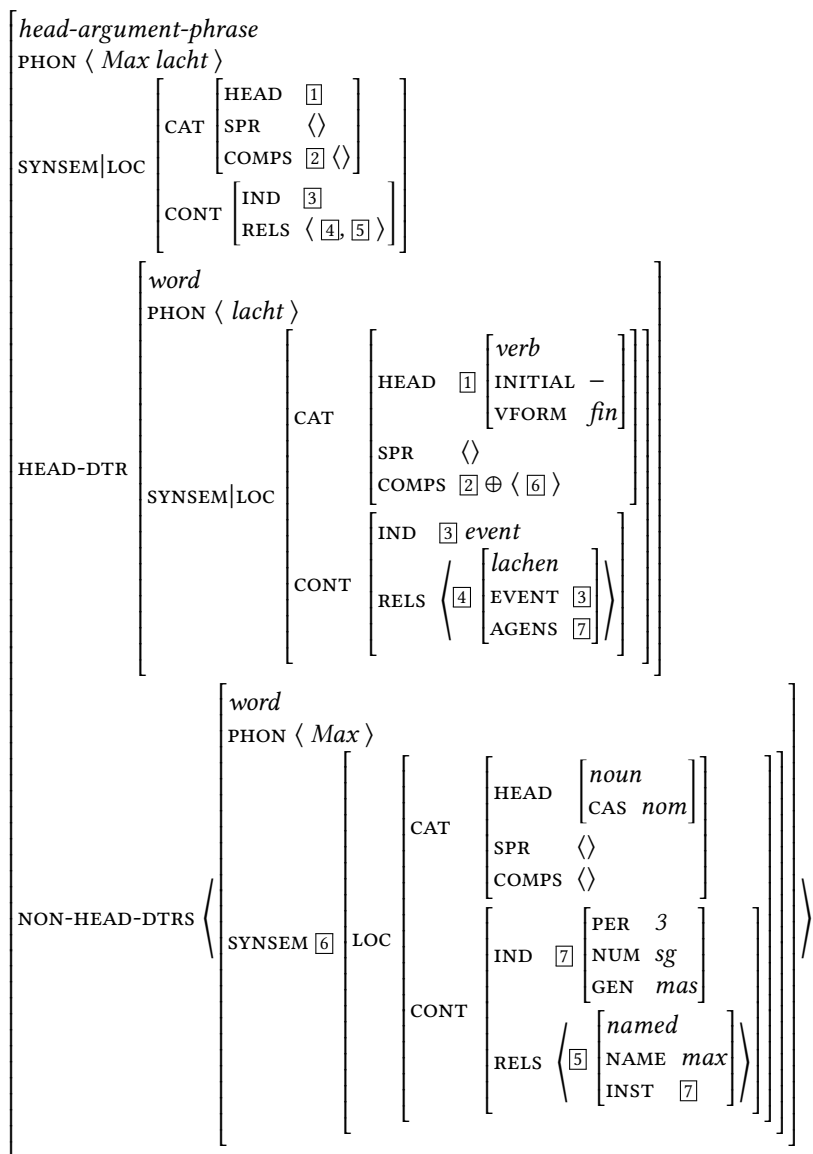 head-argument-phrase
PHON ⟨ Max lacht ⟩
HEAD 1
CAT SPR ⟨⟩
COMPS 2 ⟨⟩
SYNSEM|LOC
CONT IND 3
RELS ⟨ 4, 5 ⟩
word
PHON ⟨ lacht ⟩
verb
HEAD 1 INITIAL −
VFORM fin
CAT
SPR ⟨⟩
COMPS 2 ⊕ ⟨ 6 ⟩
HEAD-DTR
SYNSEM|LOC
IND 3 event
lachen
CONT
RELS ⟨ 4 EVENT 3 ⟩
AGENS 7
word
PHON ⟨ Max ⟩
HEAD noun
CAS nom
CAT
SPR ⟨⟩
COMPS ⟨⟩
NON-HEAD-DTRS ⟨ SYNSEM 6 LOC ⟩
PER 3
IND 7 NUM sg
GEN mas
CONT
named
RELS ⟨ 5 NAME max ⟩
INST 7